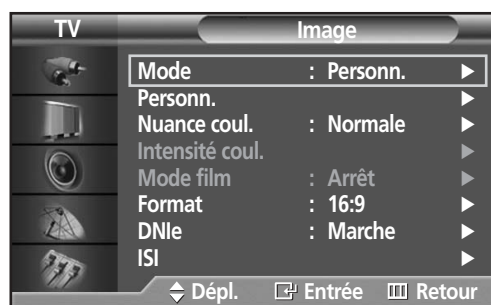 TV Image
Mode : Personn.
Personn.
Nuance coul. : Normale
Intensité coul.
Mode film : Arrêt
Format : 16:9
DNIe : Marche
ISI
Dépl. Entrée Retour